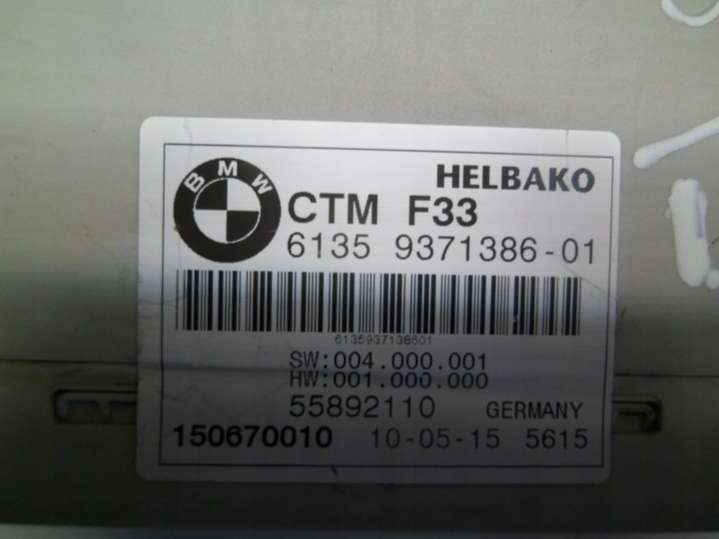 BMW
HELBAKO
CTM F33
6135 9371386-01
6135937138601
SW:004.000.001
HW:001.000.000
55892110 GERMANY
150670010 10-05-15 5615